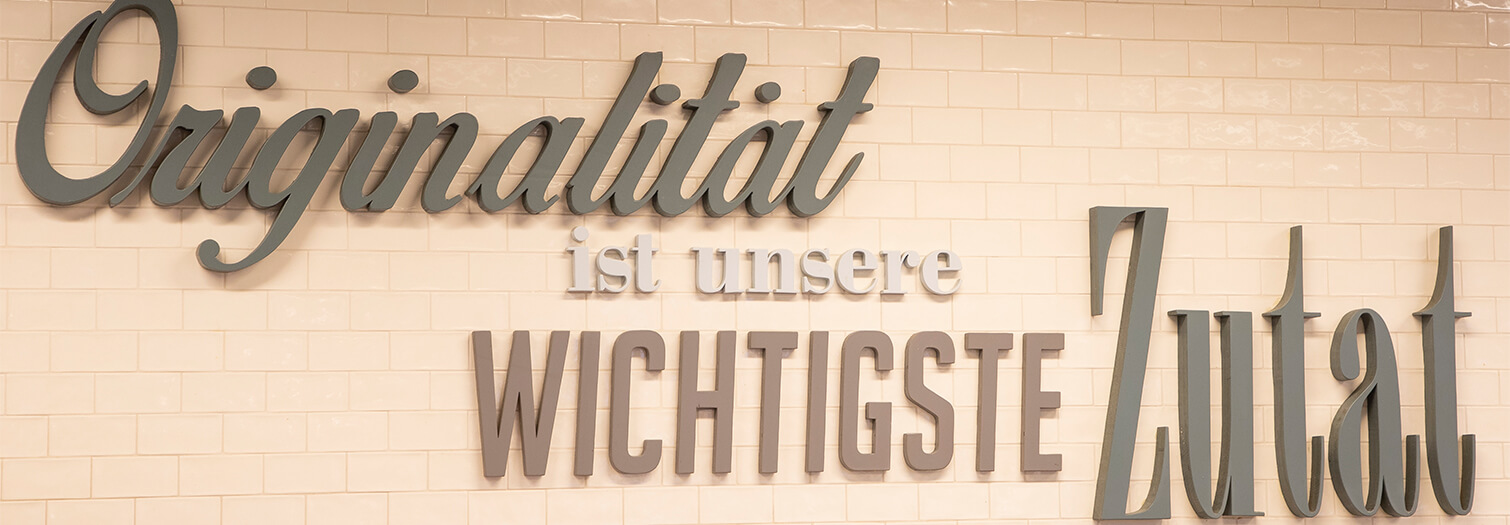 Originalität
ist unsere
WICHTIGSTE Zutat